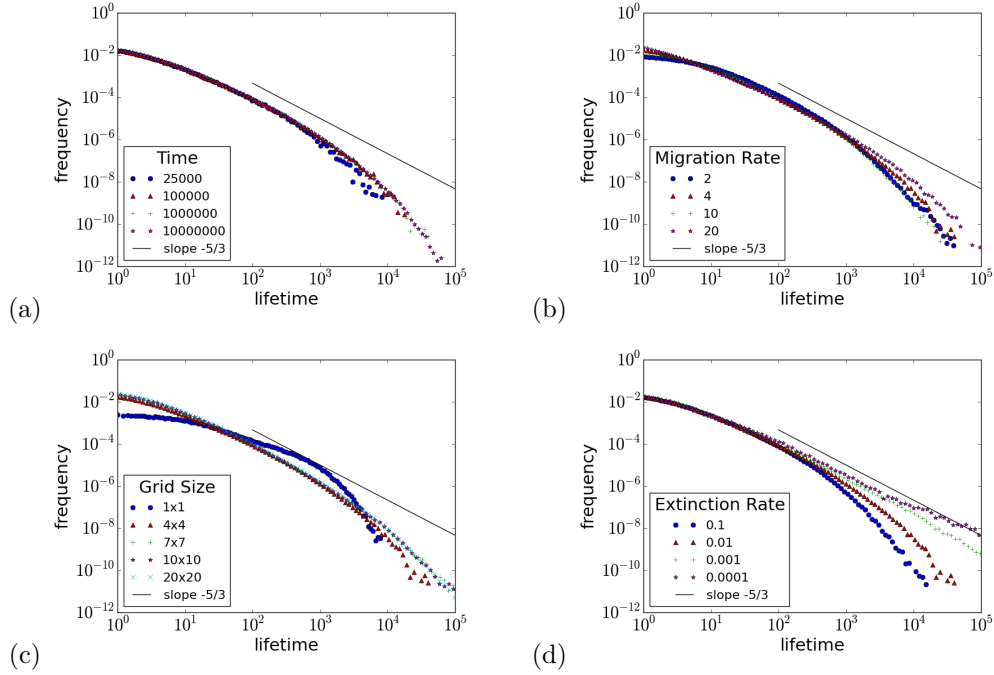 10^0
10^-2
10^-4
10^-6
10^-8
10^-10
10^-12
frequency
Time
25000
100000
1000000
10000000
slope -5/3
10^0 10^1 10^2 10^3 10^4 10^5
lifetime
(a)
10^0
10^-2
10^-4
10^-6
10^-8
10^-10
10^-12
frequency
Migration Rate
2
4
10
20
slope -5/3
10^0 10^1 10^2 10^3 10^4 10^5
lifetime
(b)
10^0
10^-2
10^-4
10^-6
10^-8
10^-10
10^-12
frequency
Grid Size
1x1
4x4
7x7
10x10
20x20
slope -5/3
10^0 10^1 10^2 10^3 10^4 10^5
lifetime
(c)
10^0
10^-2
10^-4
10^-6
10^-8
10^-10
10^-12
frequency
Extinction Rate
0.1
0.01
0.001
0.0001
slope -5/3
10^0 10^1 10^2 10^3 10^4 10^5
lifetime
(d)